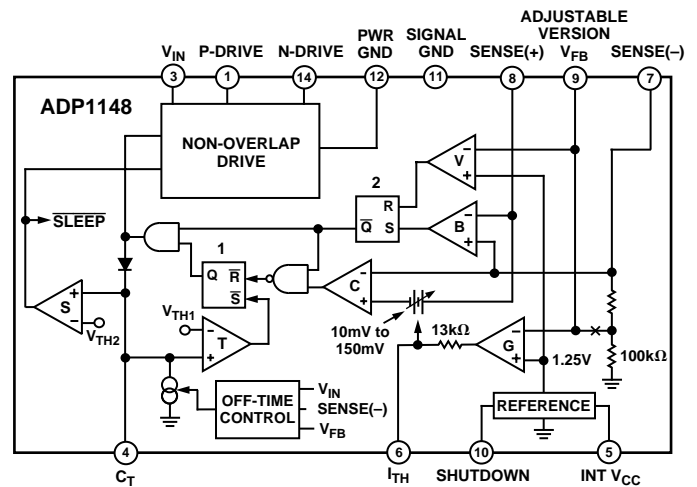 ADJUSTABLE
VERSION
V_IN P-DRIVE N-DRIVE PWR GND SIGNAL GND SENSE(+) V_FB SENSE(–)
3 1 14 12 11 8 9 7
ADP1148
NON-OVERLAP
DRIVE
SLEEP
V
– +
2
R
Q S
B
– +
1
Q R
S
C
– +
S
+ –
V_TH2
V_TH1
T
– +
10mV to
150mV
13kΩ
G
– +
1.25V
100kΩ
OFF-TIME
CONTROL
V_IN
SENSE(–)
V_FB
REFERENCE
4 6 10 5
C_T I_TH SHUTDOWN INT V_CC